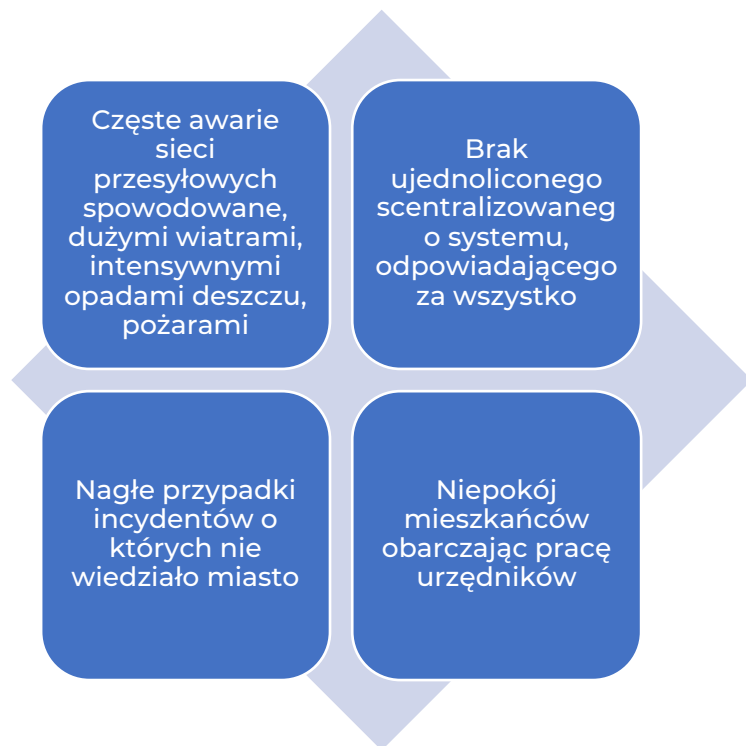 Częste awarie
sieci
przesyłowych
spowodowane,
dużymi wiatrami,
intensywnymi
opadami deszczu,
pożarami
Brak
ujednoliconego
scentralizowaneg
o systemu,
odpowiadającego
za wszystko
Nagłe przypadki
incydentów o
których nie
wiedziało miasto
Niepokój
mieszkańców
obarczając pracę
urzędników